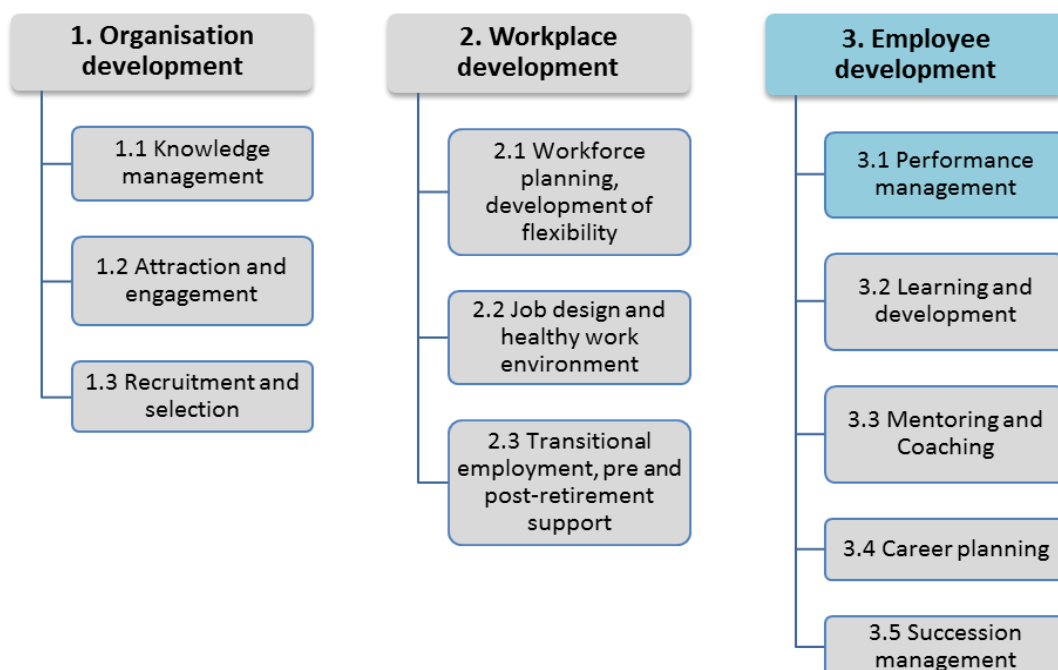 1. Organisation
development
1.1 Knowledge
management
1.2 Attraction and
engagement
1.3 Recruitment and
selection
2. Workplace
development
2.1 Workforce
planning,
development of
flexibility
2.2 Job design and
healthy work
environment
2.3 Transitional
employment, pre and
post-retirement
support
3. Employee
development
3.1 Performance
management
3.2 Learning and
development
3.3 Mentoring and
Coaching
3.4 Career planning
3.5 Succession
management